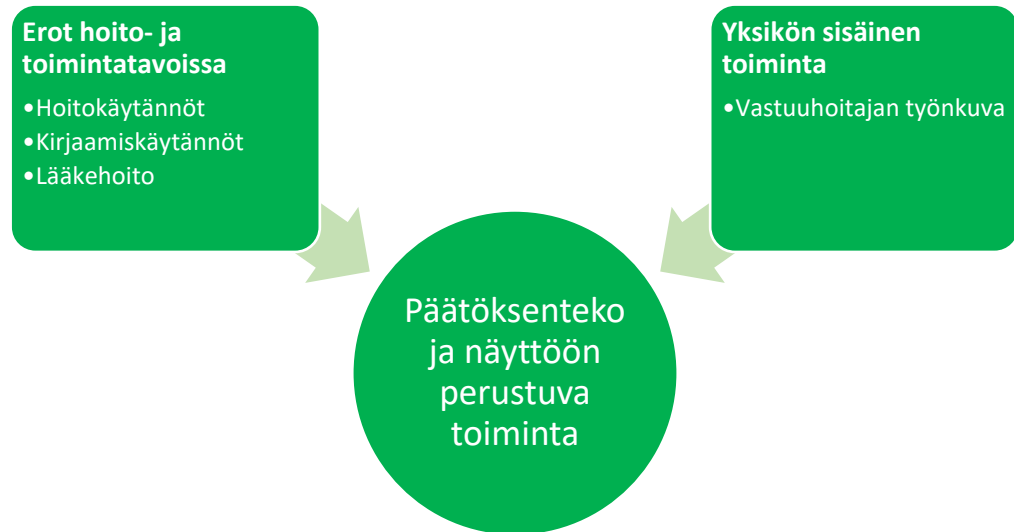 Erot hoito- ja
toimintatavoissa
•Hoitokäytännöt
•Kirjaamiskäytännöt
•Lääkehoito
Yksikön sisäinen
toiminta
•Vastuuhoitajan työnkuva
Päätöksenteko
ja näyttöön
perustuva
toiminta